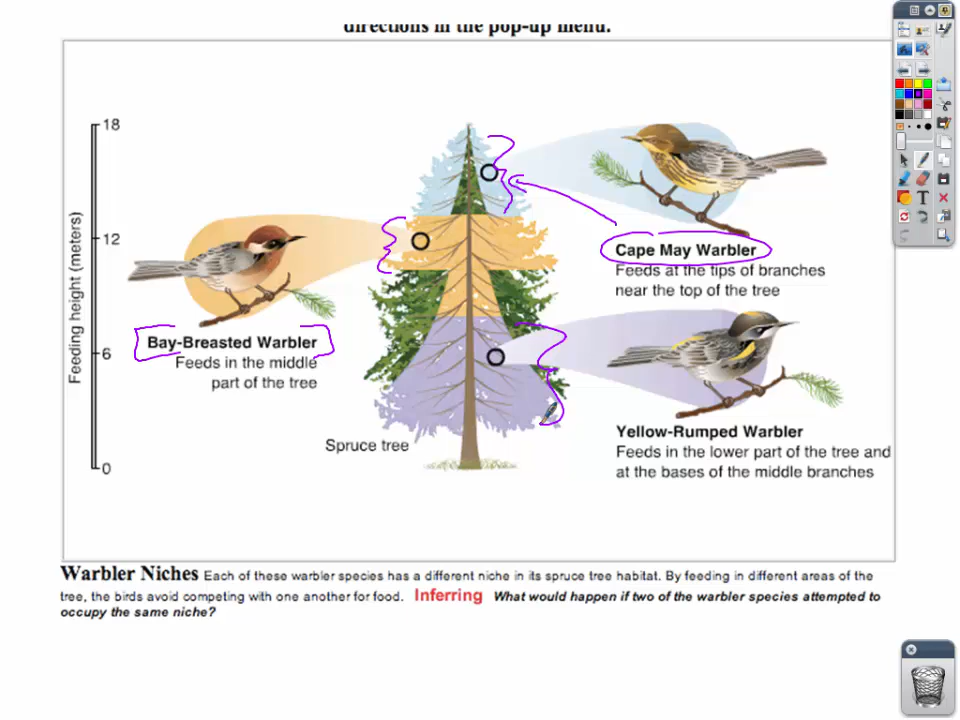 directions in the pop-up menu.
18
12
6
0
Feeding height (meters)
Cape May Warbler
Feeds at the tips of branches
near the top of the tree
Bay-Breasted Warbler
Feeds in the middle
part of the tree
Spruce tree
Yellow-Rumped Warbler
Feeds in the lower part of the tree and
at the bases of the middle branches
Warbler Niches Each of these warbler species has a different niche in its spruce tree habitat. By feeding in different areas of the
tree, the birds avoid competing with one another for food. Inferring What would happen if two of the warbler species attempted to
occupy the same niche?
T